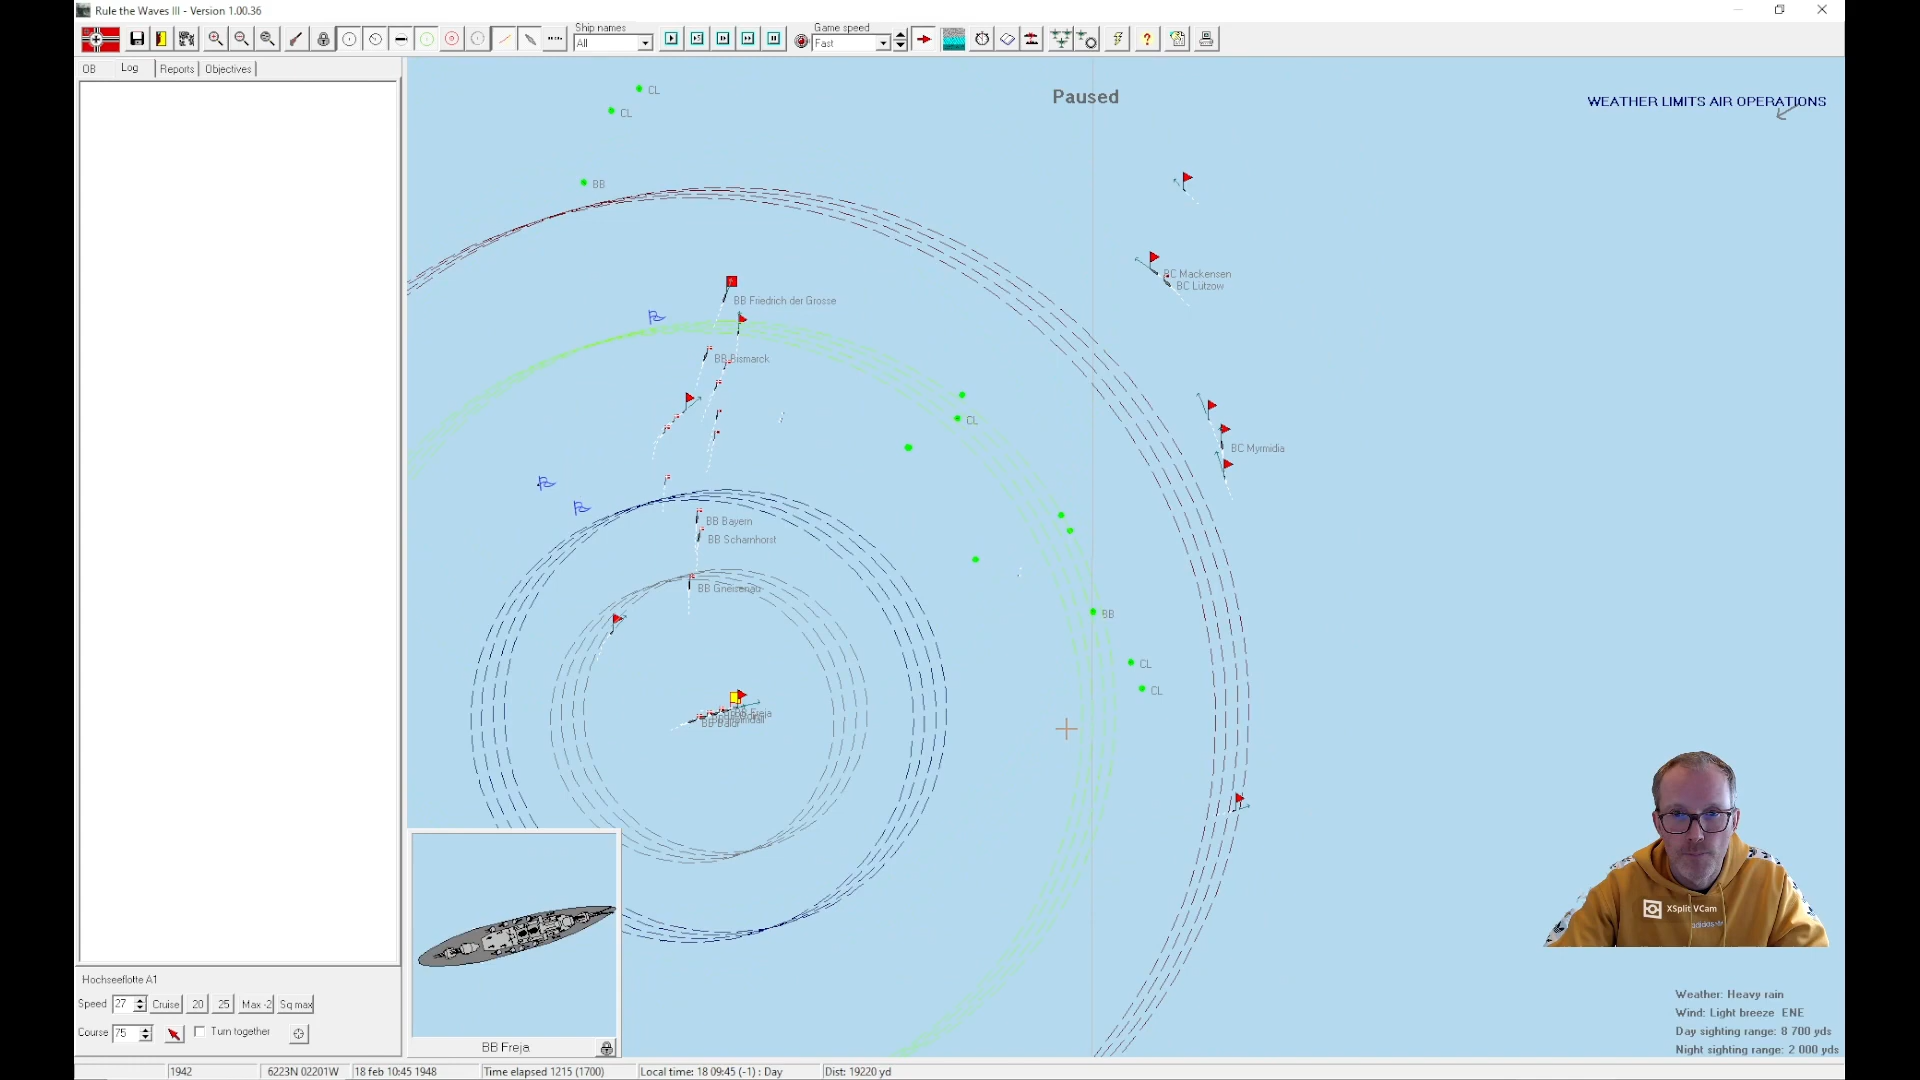 Rule the Waves III - Version 1.00.36
Ship names
All
Game speed
Fast
OB
Log
Reports
Objectives
Paused
WEATHER LIMITS AIR OPERATIONS
CL
CL
BB
BC Mackensen
BC Lutzow
BB Friedrich der Grosse
BB Bismarck
CL
BC Myrmidia
BB Bayern
BB Scharnhorst
BB Gneisenau
BB
CL
CL
Hochseeflotte A1
Speed 27 Cruise 20 25 Max -2 Sq max
Course 75 Turn together
BB Freja
XSplit VCam
adidas
Weather: Heavy rain
Wind: Light breeze ENE
Day sighting range: 8 700 yds
Night sighting range: 2 000 yds
1942 6223N 02201W 18 feb 10:45 1948 Time elapsed 1215 (1700) Local time: 18 09:45 (-1) : Day Dist: 19220 yd